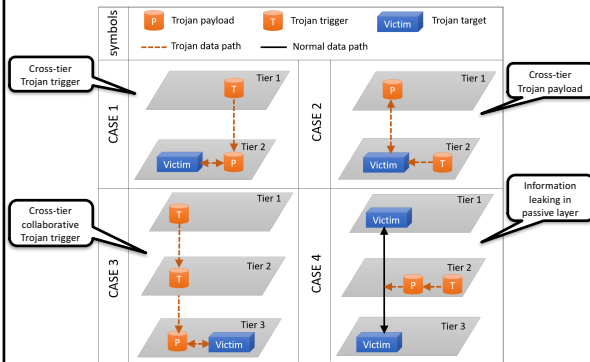 symbols
P Trojan payload
T Trojan trigger
Victim Trojan target
Trojan data path
Normal data path
Cross-tier
Trojan trigger
CASE 1
Tier 1
T
Tier 2
Victim
P
CASE 2
Tier 1
P
Tier 2
Victim
T
Cross-tier
Trojan payload
Cross-tier
collaborative
Trojan trigger
CASE 3
Tier 1
T
Tier 2
T
Tier 3
P
Victim
CASE 4
Tier 1
Victim
Tier 2
P
T
Tier 3
Victim
Information
leaking in
passive layer